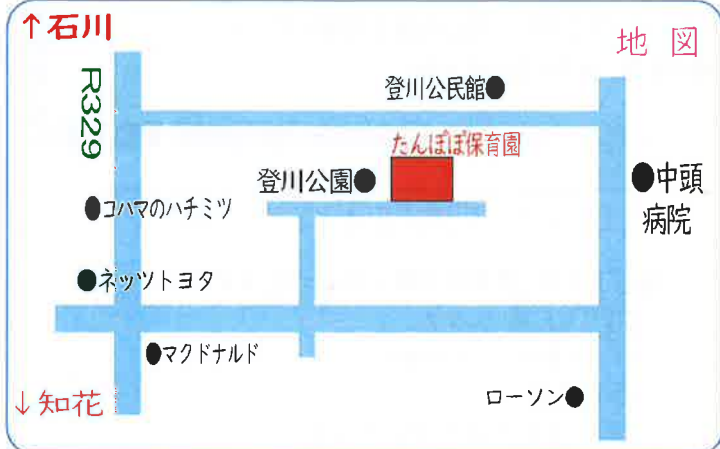 ↑石川
地図
R329
登川公民館
たんぽぽ保育園
登川公園
中頭
病院
コハマのハチミツ
ネッツトヨタ
マクドナルド
ローソン
↓知花